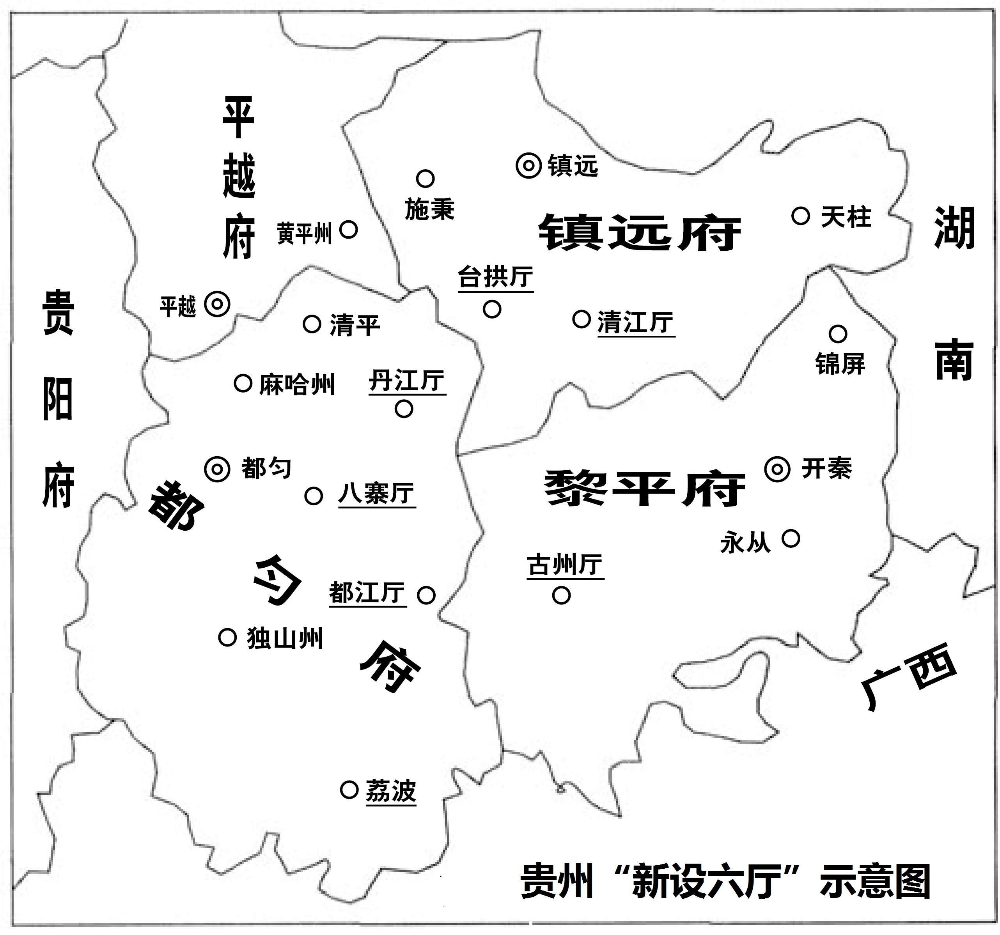 平越府
镇远
施秉
天柱
湖南
镇远府
黄平州
台拱厅
贵阳府
平越
清平
清江厅
锦屏
麻哈州
丹江厅
都匀
八寨厅
都匀府
黎平府
开秦
永从
古州厅
都江厅
独山州
广西
荔波
贵州“新设六厅”示意图